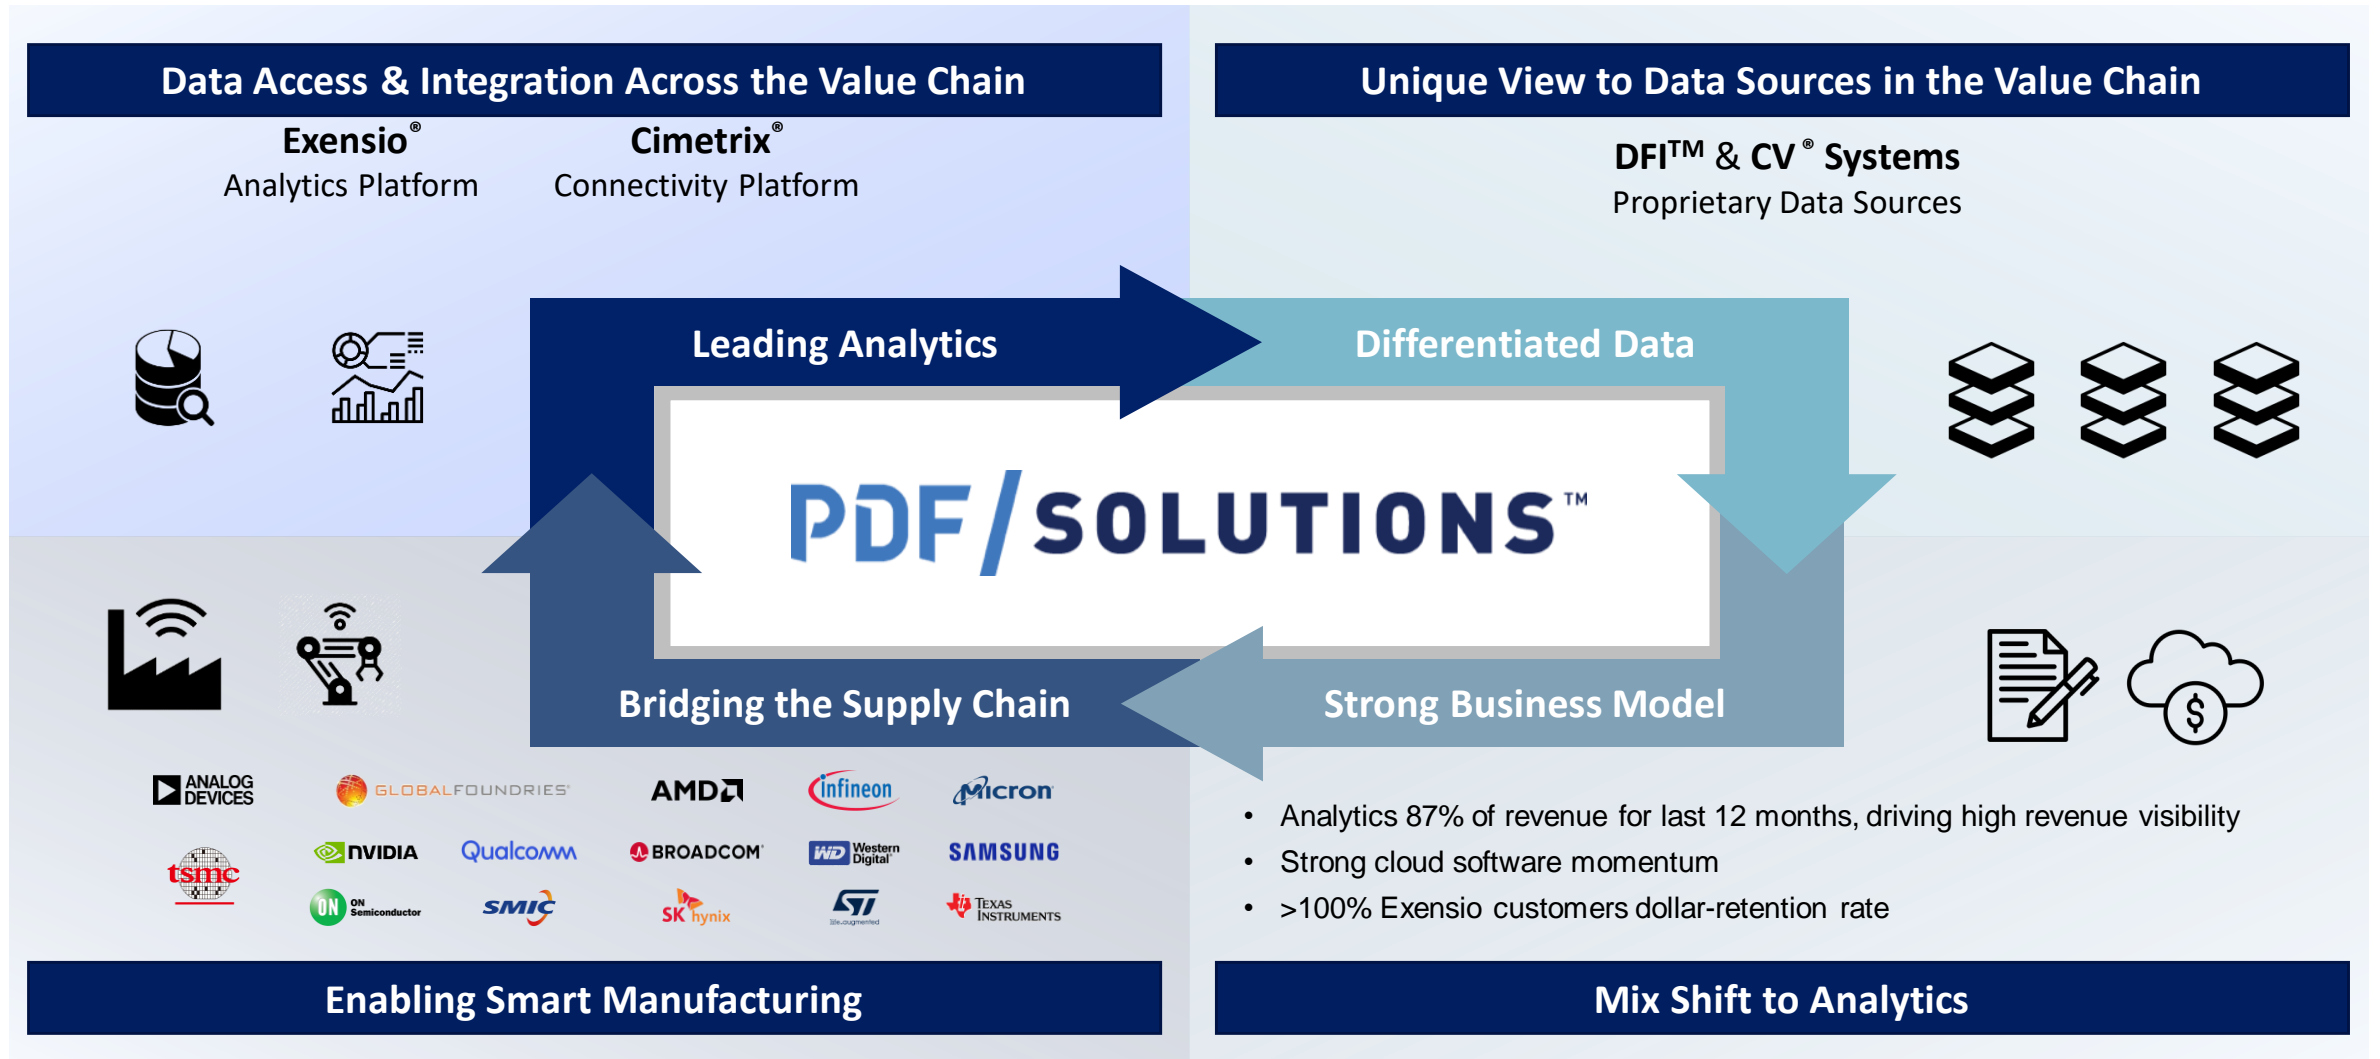 Data Access & Integration Across the Value Chain
Exensio®
Analytics Platform
Cimetrix®
Connectivity Platform
Unique View to Data Sources in the Value Chain
DFI™ & CV® Systems
Proprietary Data Sources
Leading Analytics
Differentiated Data
PDF/SOLUTIONS™
Bridging the Supply Chain
Strong Business Model
ANALOG
DEVICES
GLOBALFOUNDRIES®
AMD
infineon
Micron
tsmc
NVIDIA
Qualcomm
BROADCOM®
WD Western
Digital®
SAMSUNG
ON ON
Semiconductor
SMIC
SK hynix
ST
life.augmented
TEXAS
INSTRUMENTS
• Analytics 87% of revenue for last 12 months, driving high revenue visibility
• Strong cloud software momentum
• >100% Exensio customers dollar-retention rate
$
Enabling Smart Manufacturing
Mix Shift to Analytics